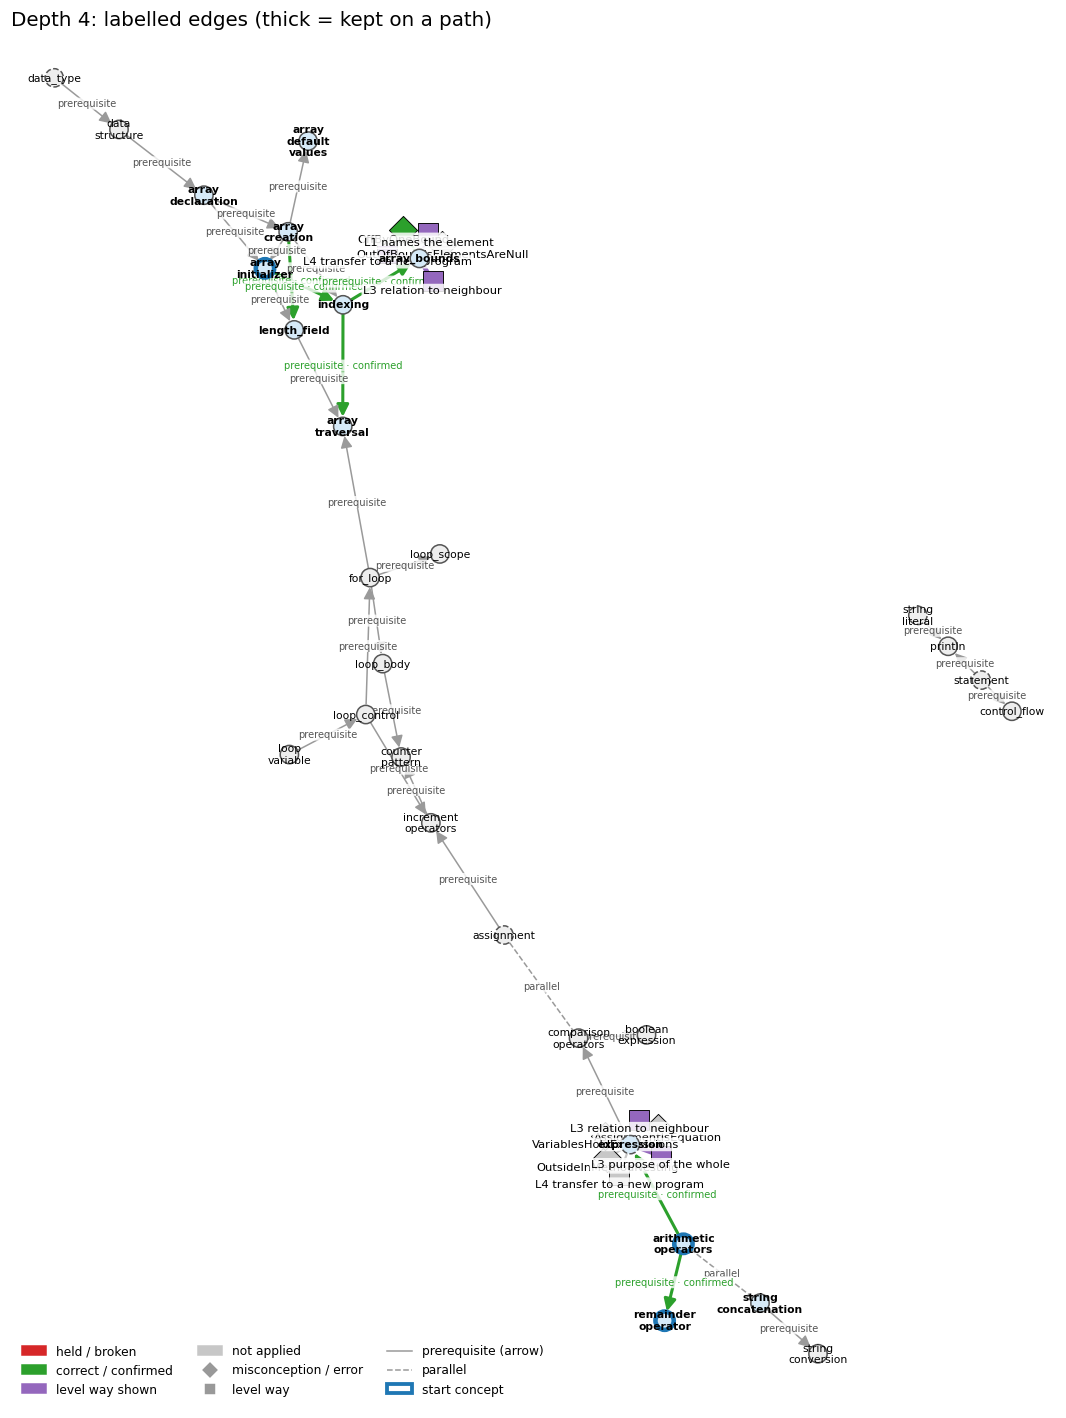 Depth 4: labelled edges (thick = kept on a path)
data_type
prerequisite
data
structure
prerequisite
array
default
values
prerequisite
array
declaration
prerequisite
prerequisite
array
creation
L1 names the element
array_bounds
L4 transfer to a new program
prerequisite
array
initializer
prerequisite
L3 relation to neighbour
prerequisite
indexing
length_field
prerequisite · confirmed
prerequisite
array
traversal
prerequisite
loop_scope
prerequisite
for_loop
prerequisite
prerequisite
loop_body
loop_control
prerequisite
loop
variable
counter
pattern
prerequisite
prerequisite
increment
operators
prerequisite
assignment
parallel
comparison
operators
boolean
expression
prerequisite
string
literal
prerequisite
println
prerequisite
statement
prerequisite
control_flow
L3 relation to neighbour
expression
L3 purpose of the whole
L4 transfer to a new program
prerequisite · confirmed
arithmetic
operators
parallel
prerequisite · confirmed
string
concatenation
remainder
operator
prerequisite
string
conversion
held / broken
correct / confirmed
level way shown
not applied
misconception / error
level way
prerequisite (arrow)
parallel
start concept